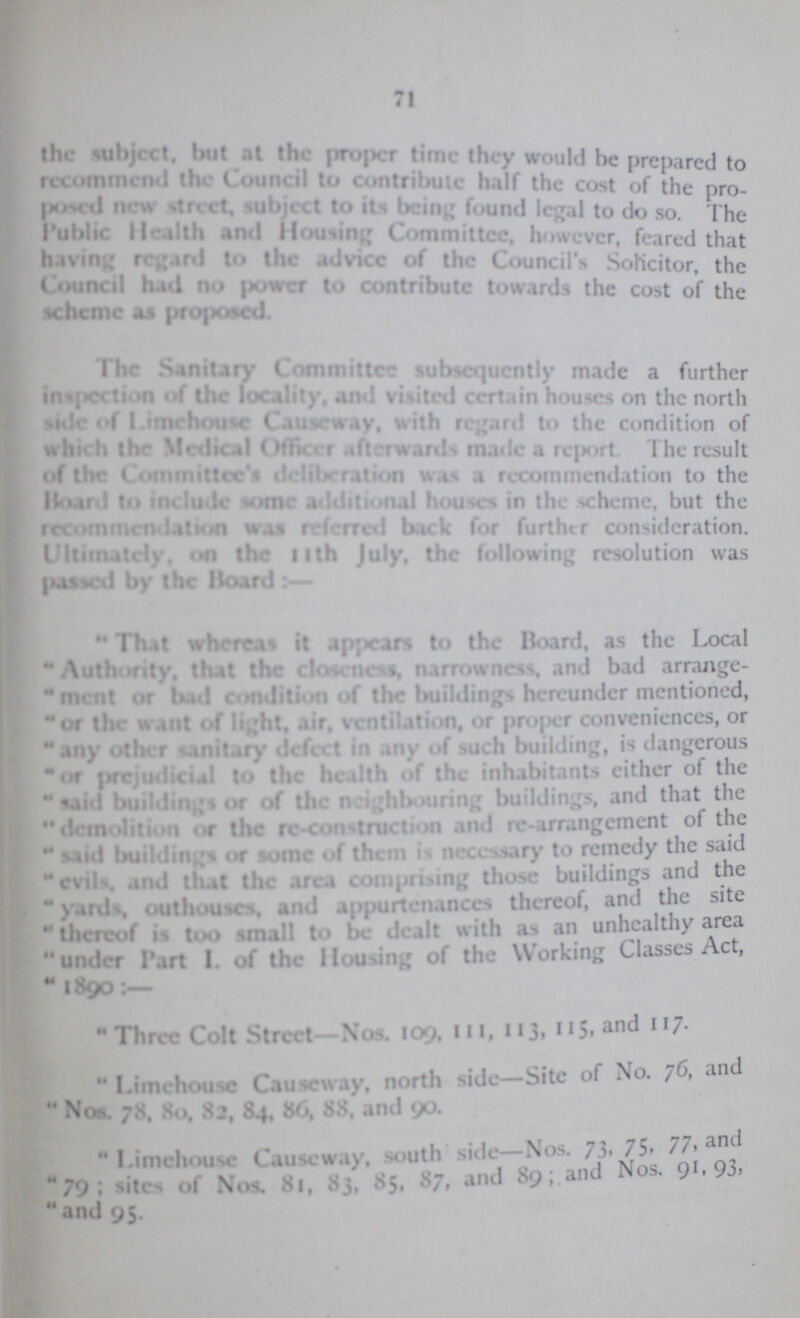 71
the subject, but at the proper time they would be prepared to
recommend the Council to contribute half the cost of the pro-
posed new street, subject to its being found legal to do so. The
Public Health and Housing Committee, however, feared that
having regard to the advice of the Council's Solicitor, the
Council had no power to contribute towards the cost of the
scheme as proposed.
The Sanitary Committee subsequently made a further
inspection of the locality, and visited certain houses on the north
side of Limehouse Causeway, with regard to the condition of
which the Medical Officer afterwards made a report. The result
of the Committee's deliberation was a recommendation to the
Board to include some additional houses in the scheme, but the
recommendation was referred back for further consideration.
Ultimately, on the 11th July, the following resolution was
passed by the Board :—
"That whereas it appears to the Board, as the Local
"Authority, that the closeness, narrowness, and bad arrange-
"ment or bad condition of the buildings hereunder mentioned,
"or the want of light, air, ventilation, or proper conveniences, or
"any other sanitary defect in any of such building, is dangerous
"or prejudicial to the health of the inhabitants either of the
"said buildings or of the neighbouring buildings, and that the
"demolition or the re-construction and re-arrangement of the
"said buildings or some of them is necessary to remedy the said
"evils, and that the area comprising those buildings and the
"yards, outhouses, and appurtenances thereof, and the site
"thereof is too small to be dealt with as an unhealthy area
"under Part I. of the Housing of the Working Classes Act,
"1890 :—
"Three Colt Street—Nos. 109, 111, 113, 115, and 117.
"Limehouse Causeway, north side—Site of No. 76, and
"Nos. 78, 80, 82, 84, 86, 88, and 90.
"Limehouse Causeway, south side—Nos. 73, 75, 77, and
"79 ; sites of Nos. 81, 83, 85, 87, and 89 ; and Nos. 91, 93,
"and 95.